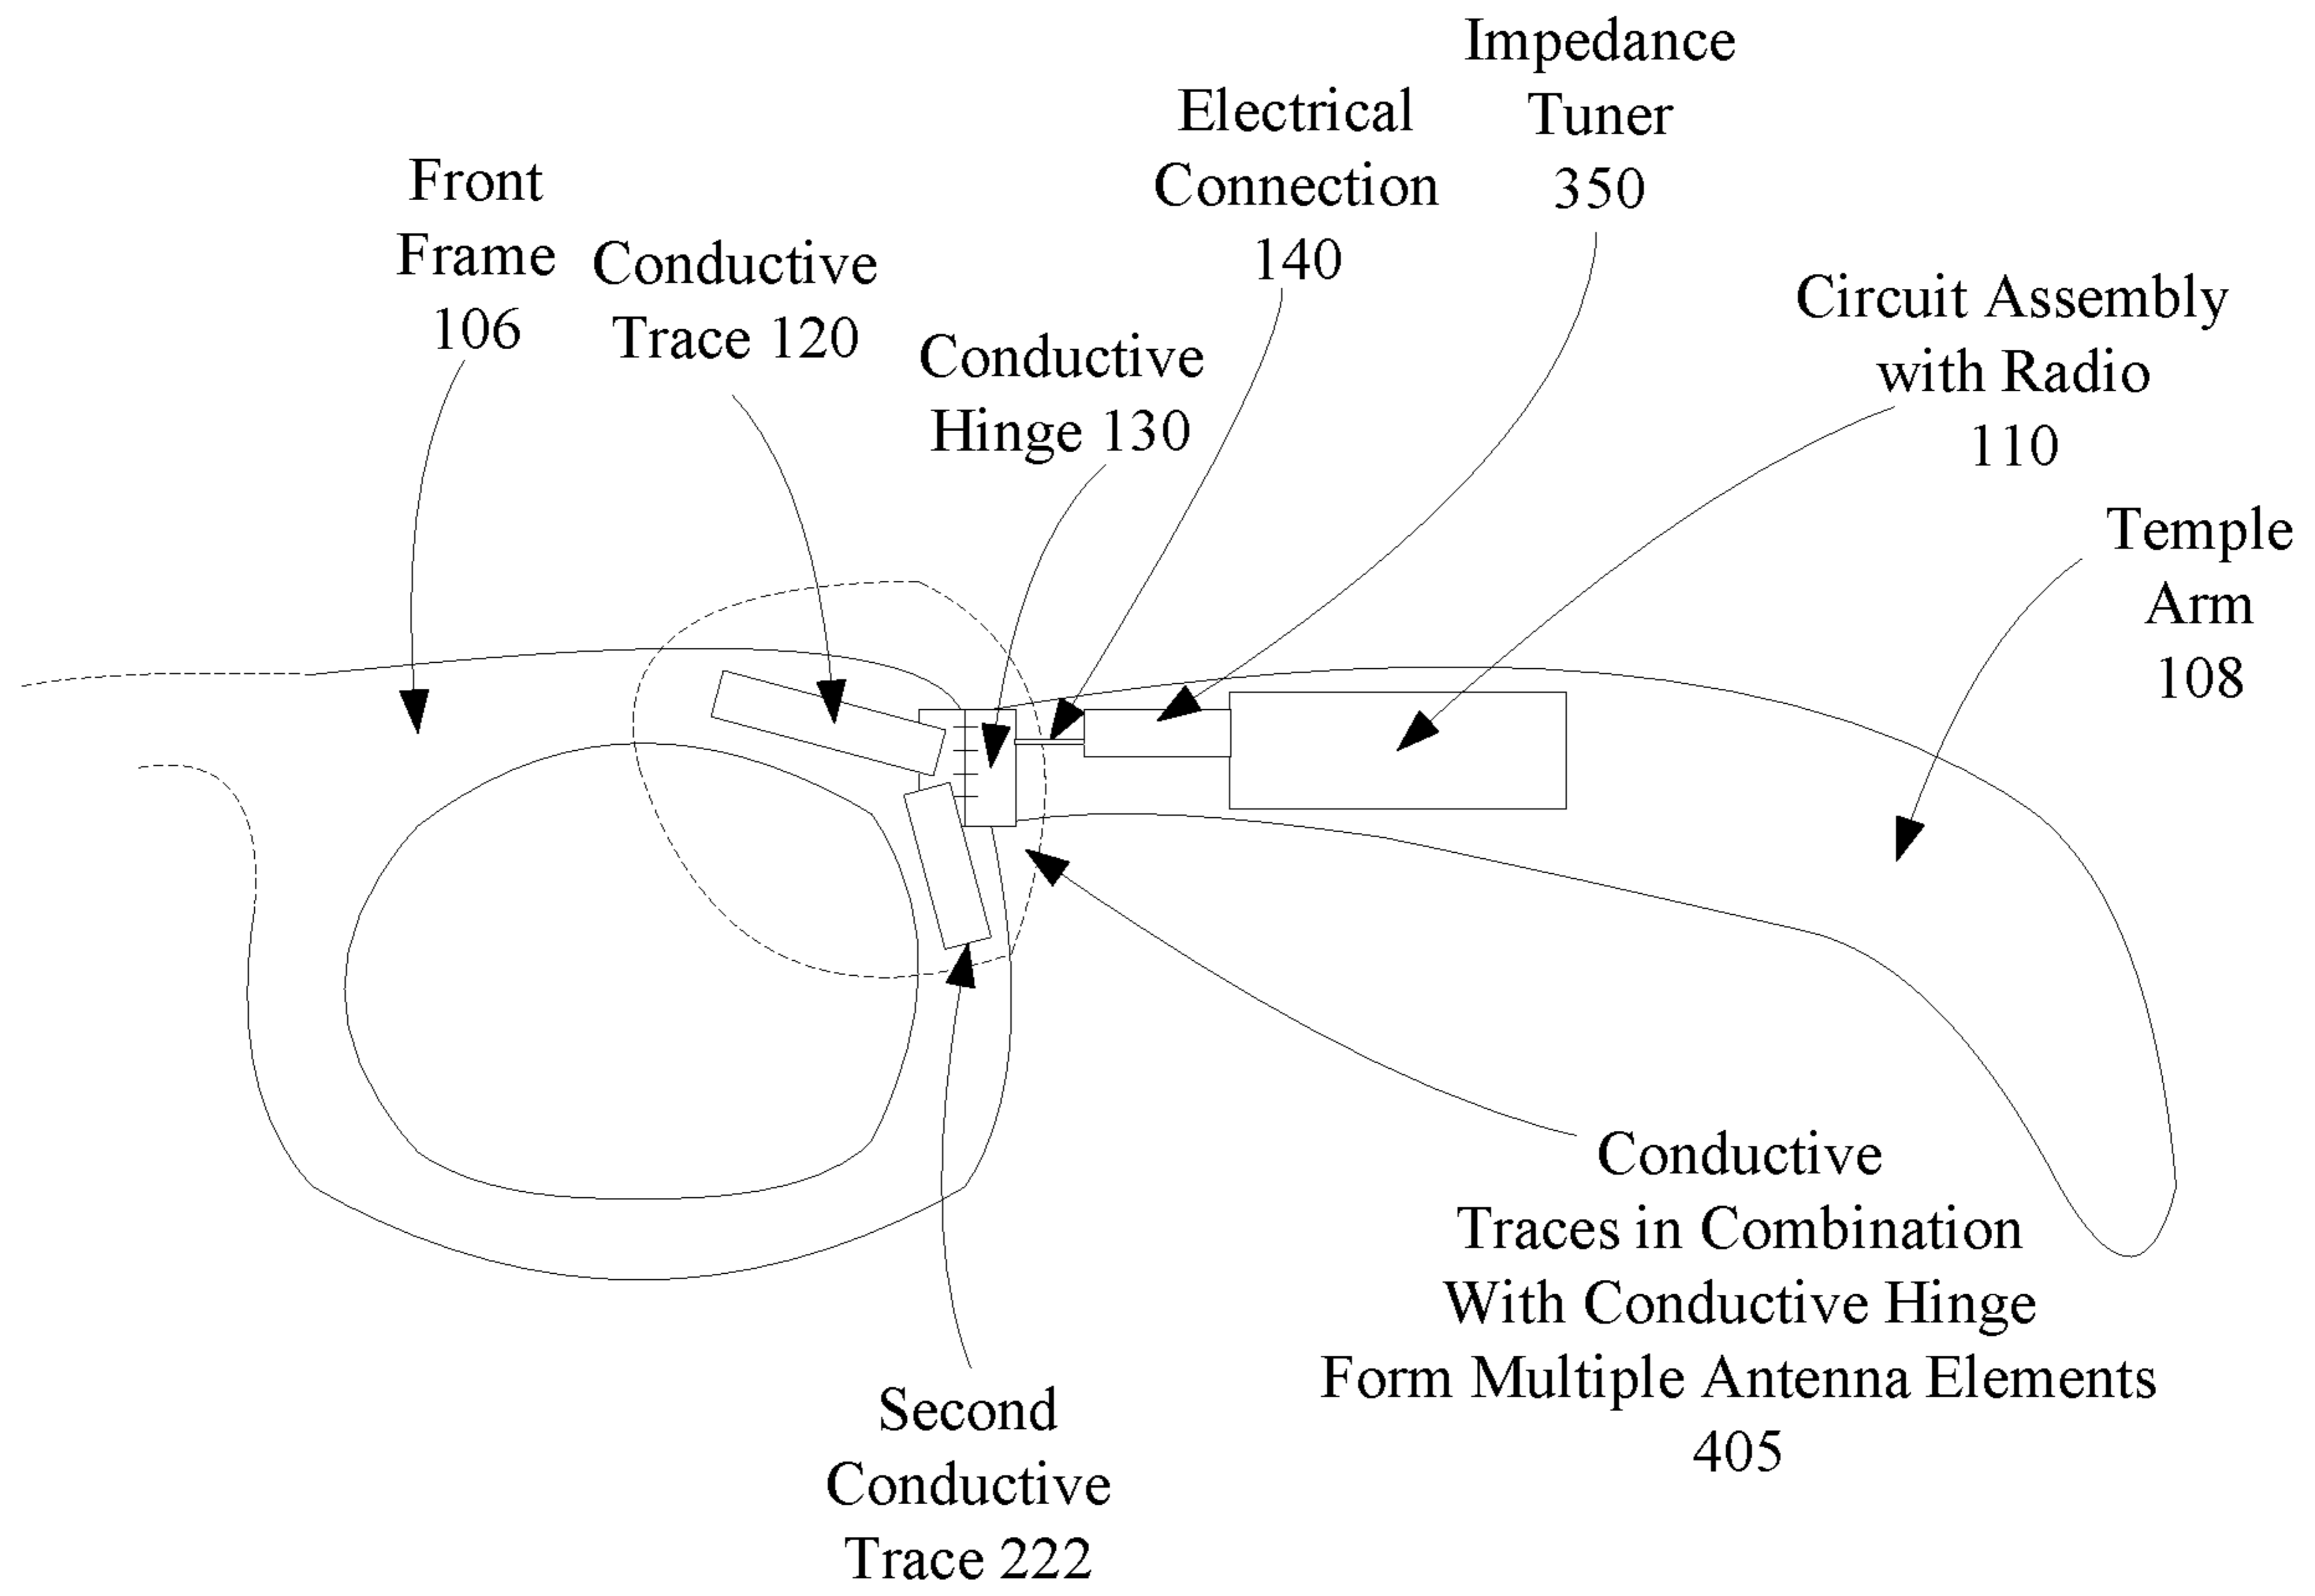 Impedance
Tuner
350
Electrical
Connection
140
Front
Frame
106
Conductive
Trace 120
Conductive
Hinge 130
Circuit Assembly
with Radio
110
Temple
Arm
108
Conductive
Traces in Combination
With Conductive Hinge
Form Multiple Antenna Elements
405
Second
Conductive
Trace 222